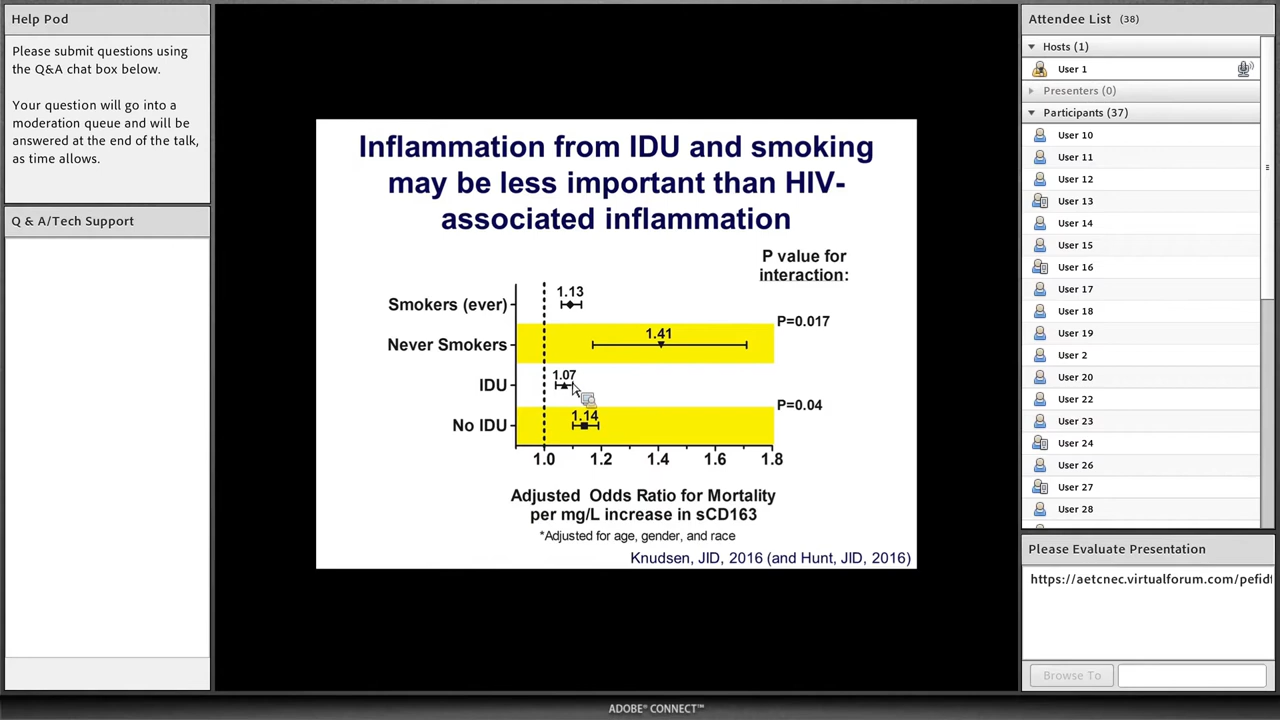 Help Pod
Please submit questions using
the Q&A chat box below.
Your question will go into a
moderation queue and will be
answered at the end of the talk,
as time allows.
Q & A/Tech Support
Inflammation from IDU and smoking
may be less important than HIV-
associated inflammation
P value for
interaction:
Smokers (ever)
1.13
P=0.017
Never Smokers
1.41
IDU
1.07
P=0.04
No IDU
1.14
1.0 1.2 1.4 1.6 1.8
Adjusted Odds Ratio for Mortality
per mg/L increase in sCD163
*Adjusted for age, gender, and race
Knudsen, JID, 2016 (and Hunt, JID, 2016)
Attendee List (38)
Hosts (1)
User 1
Presenters (0)
Participants (37)
User 10
User 11
User 12
User 13
User 14
User 15
User 16
User 17
User 18
User 19
User 2
User 20
User 22
User 23
User 24
User 26
User 27
User 28
Please Evaluate Presentation
https://aetcnec.virtualforum.com/pefid
Browse To
ADOBE® CONNECT™